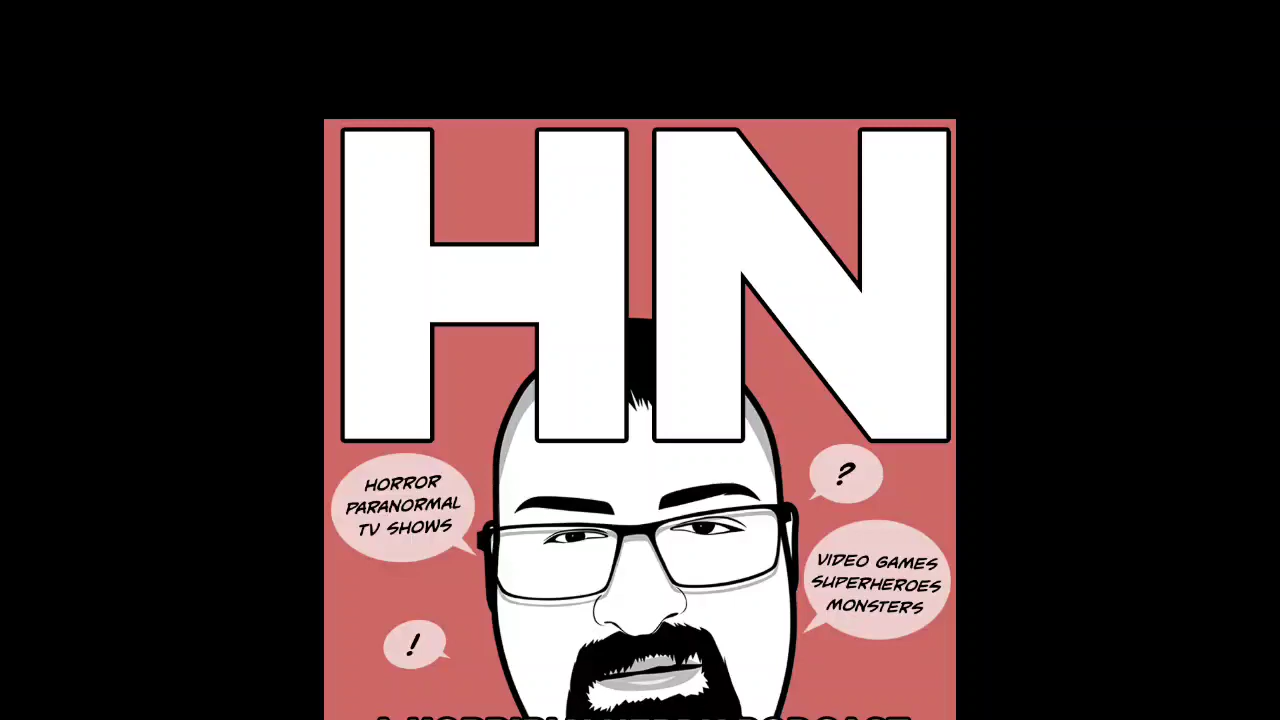 HN
HORROR
PARANORMAL
TV SHOWS
?
VIDEO GAMES
SUPERHEROES
MONSTERS
!